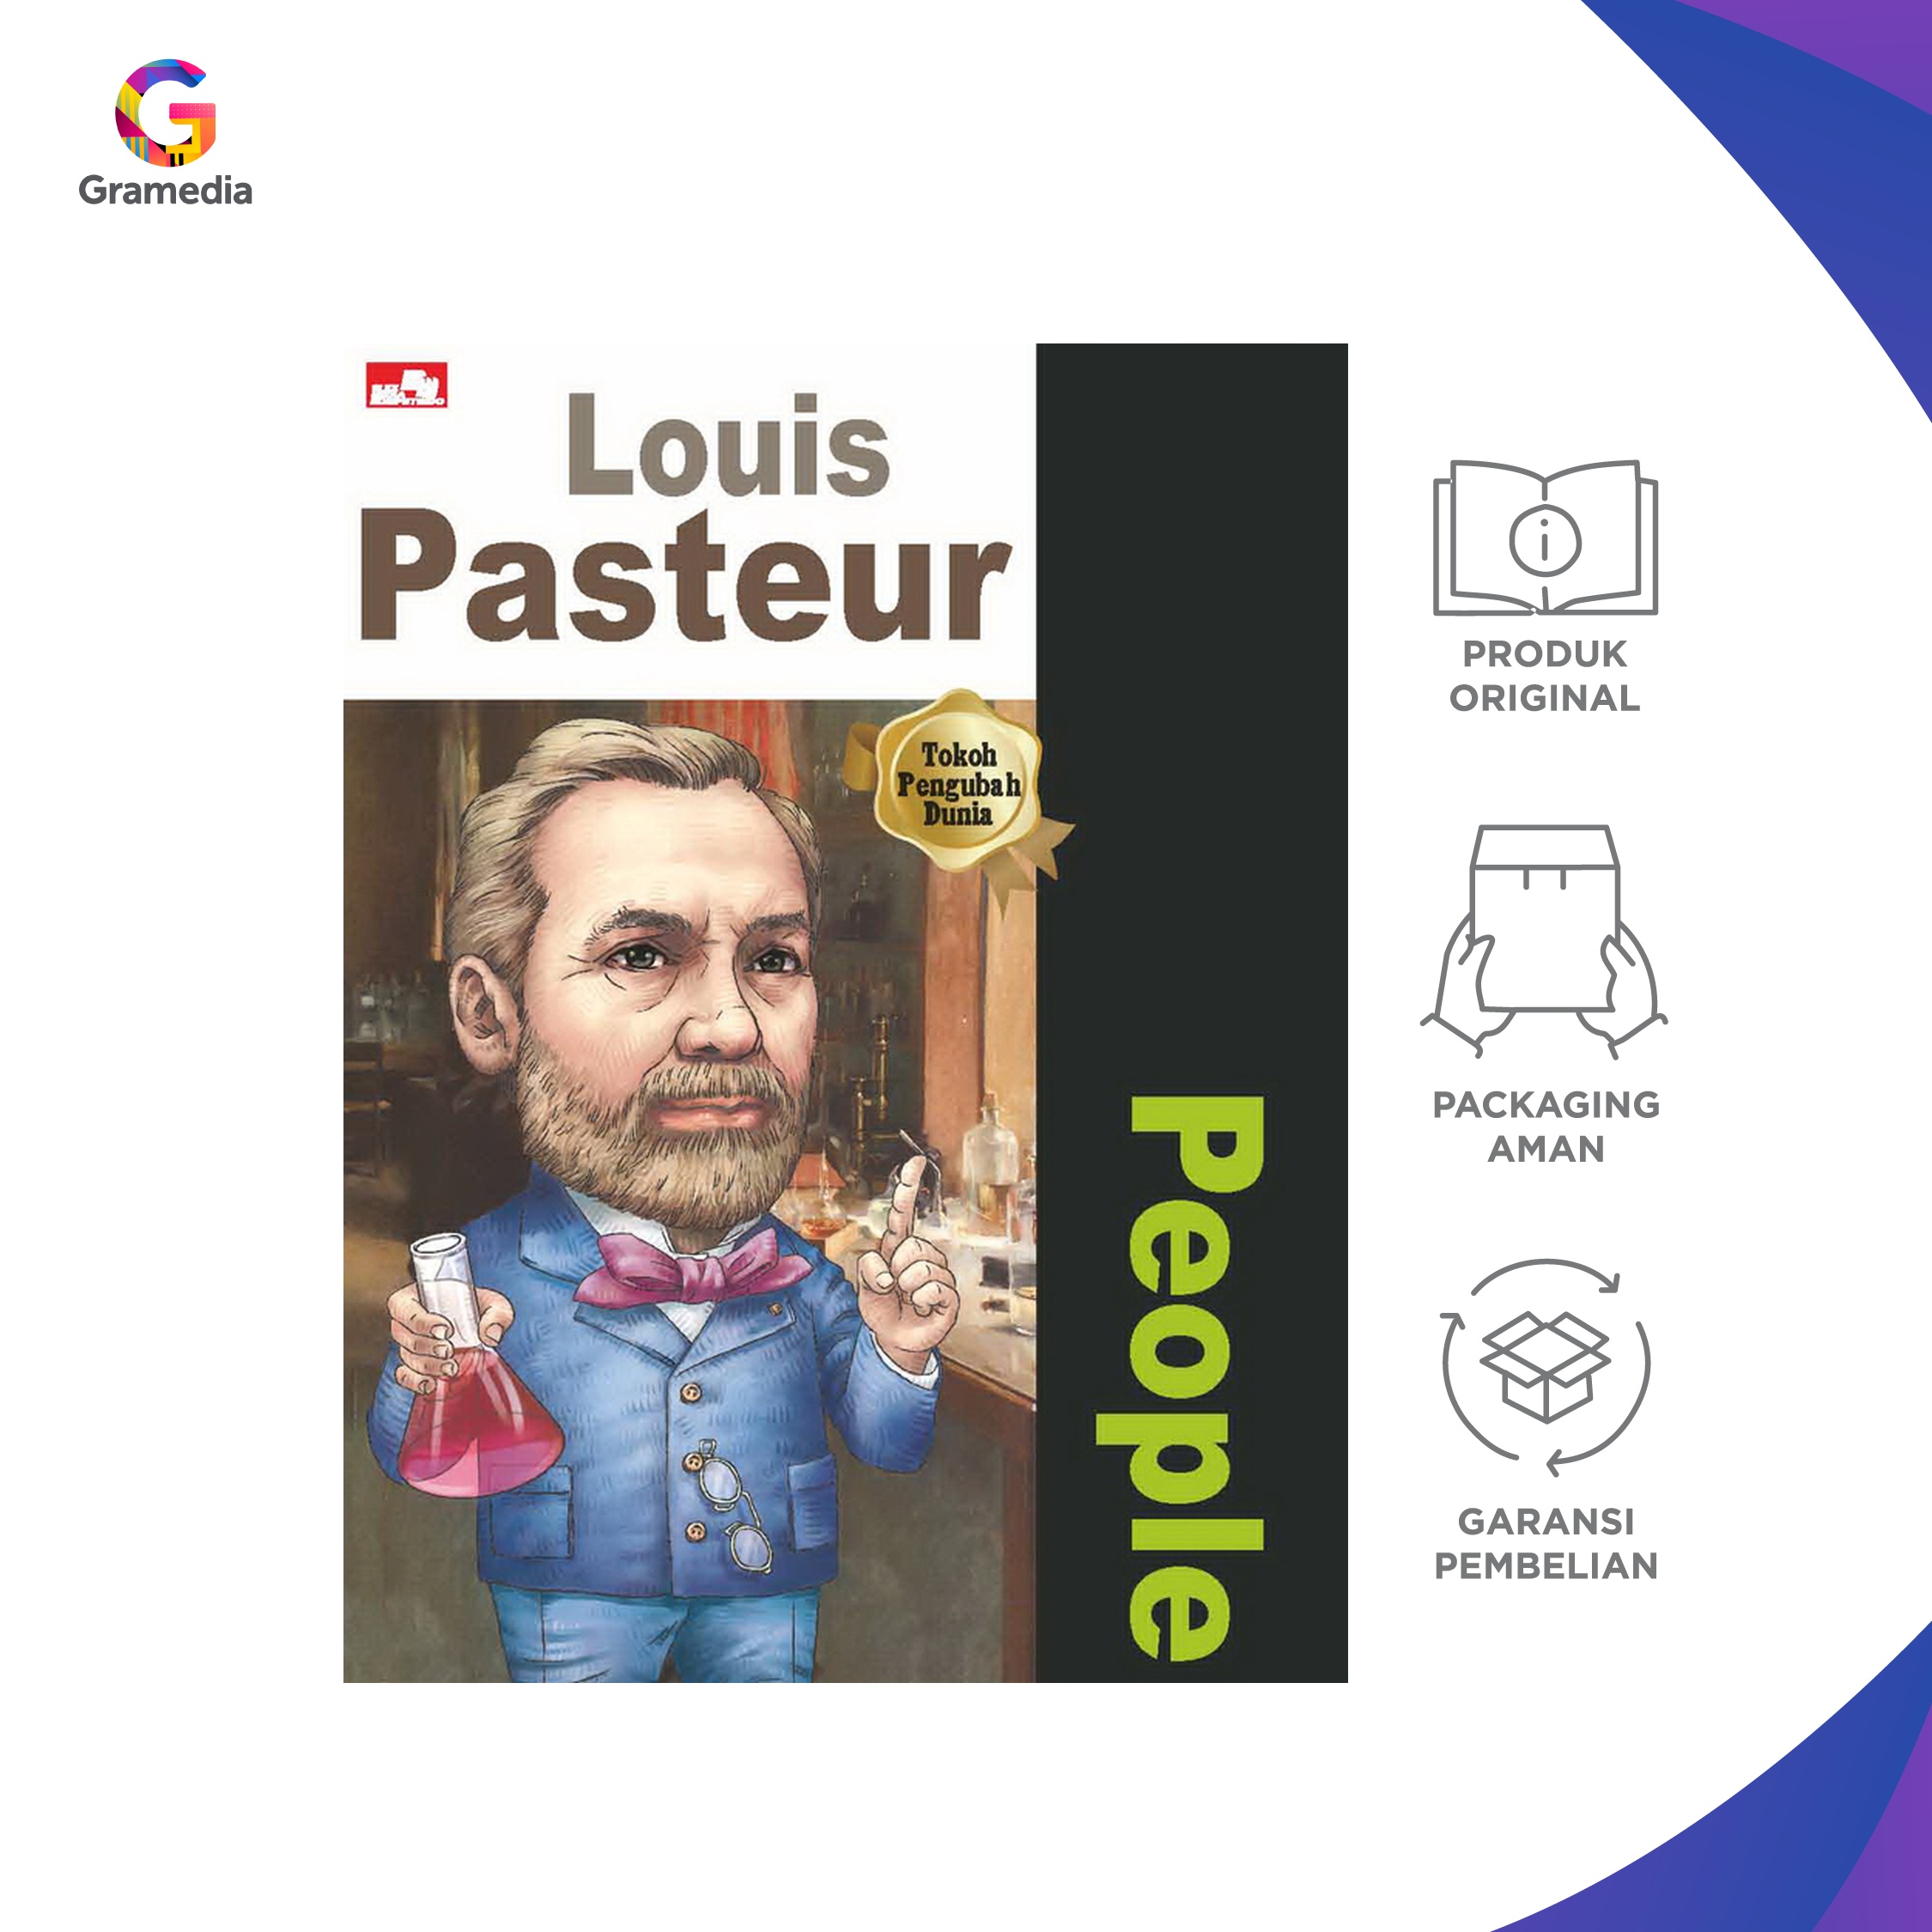 Gramedia
Louis
Pasteur
Tokoh
Pengubah
Dunia
People
PRODUK
ORIGINAL
PACKAGING
AMAN
GARANSI
PEMBELIAN